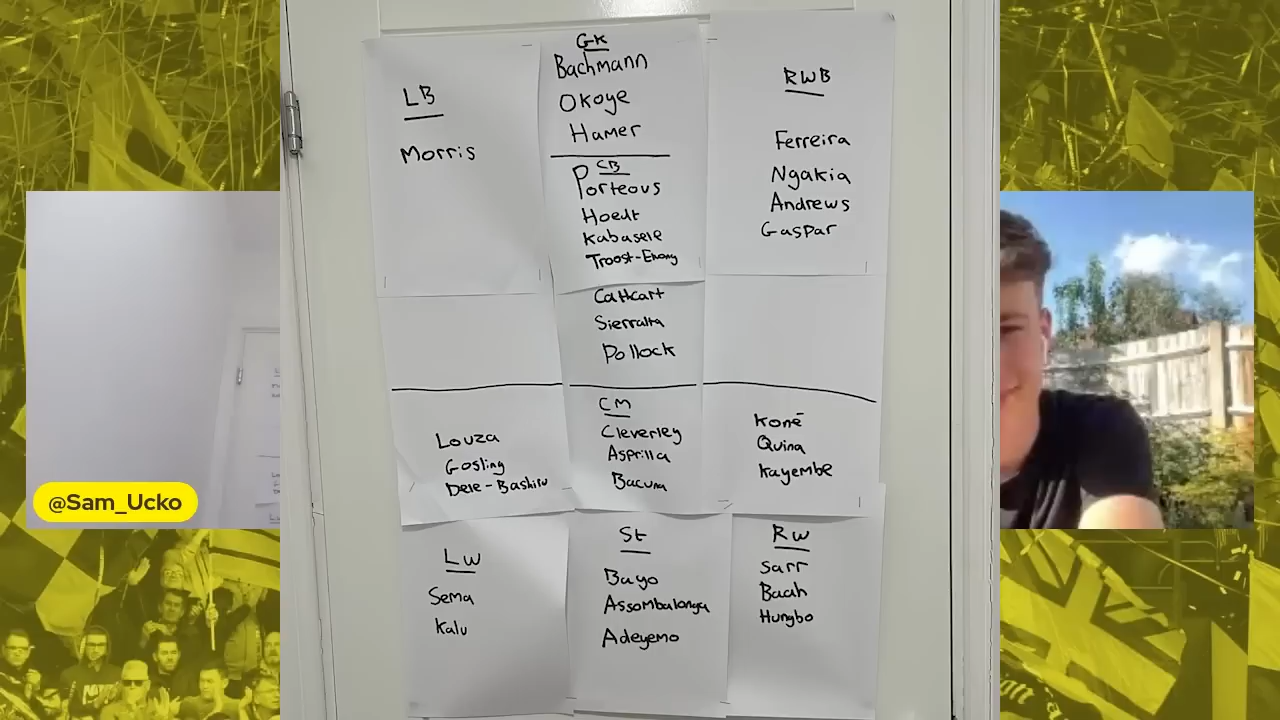 GK
Bachmann
Okoye
Hamer
LB
Morris
RWB
Ferreira
Ngakia
Andrews
Gaspar
CB
Porteous
Hoedt
Kabasele
Troost-Ekong
Cathcart
Sierralta
Pollock
Louza
Gosling
Dele-Bashiru
CM
Cleverley
Asprilla
Bacuna
Koné
Quina
Kayembe
LW
Sema
Kalu
St
Bayo
Assombalonga
Adeyemo
RW
Sarr
Baah
Hungbo
@Sam_Ucko